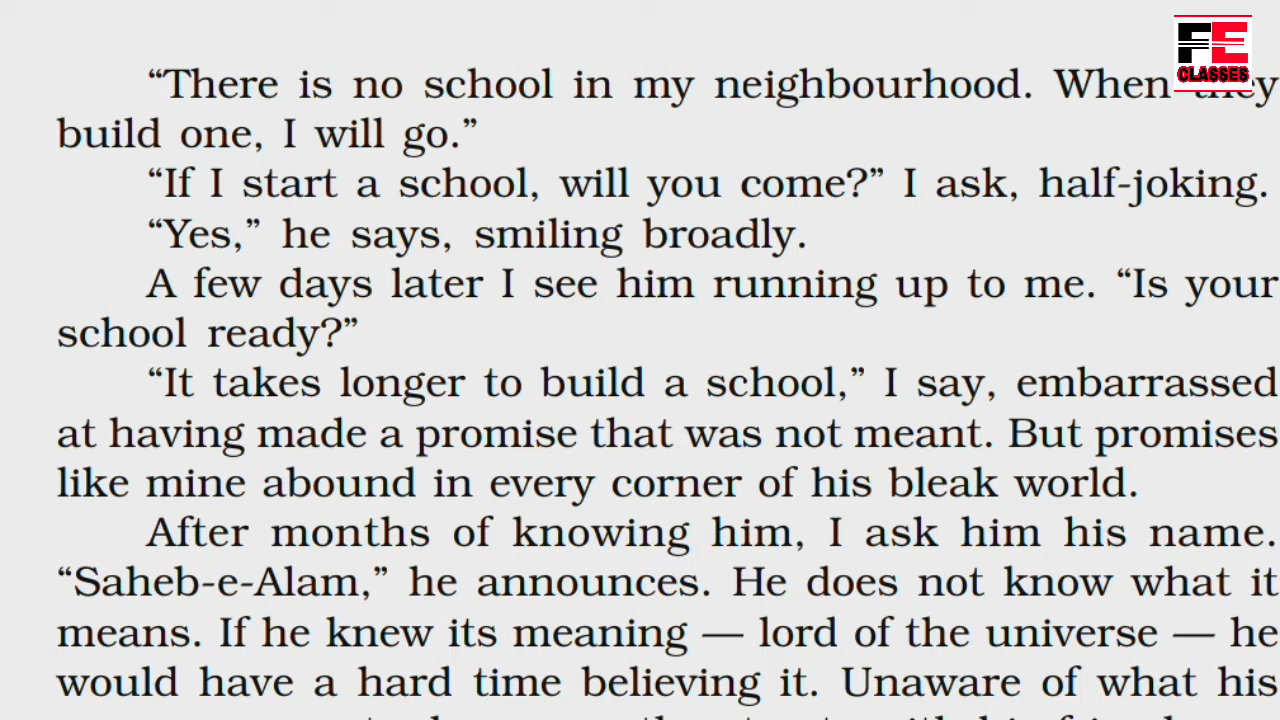 FE
CLASSES
“There is no school in my neighbourhood. When they
build one, I will go.”
“If I start a school, will you come?” I ask, half-joking.
“Yes,” he says, smiling broadly.
A few days later I see him running up to me. “Is your
school ready?”
“It takes longer to build a school,” I say, embarrassed
at having made a promise that was not meant. But promises
like mine abound in every corner of his bleak world.
After months of knowing him, I ask him his name.
“Saheb-e-Alam,” he announces. He does not know what it
means. If he knew its meaning — lord of the universe — he
would have a hard time believing it. Unaware of what his